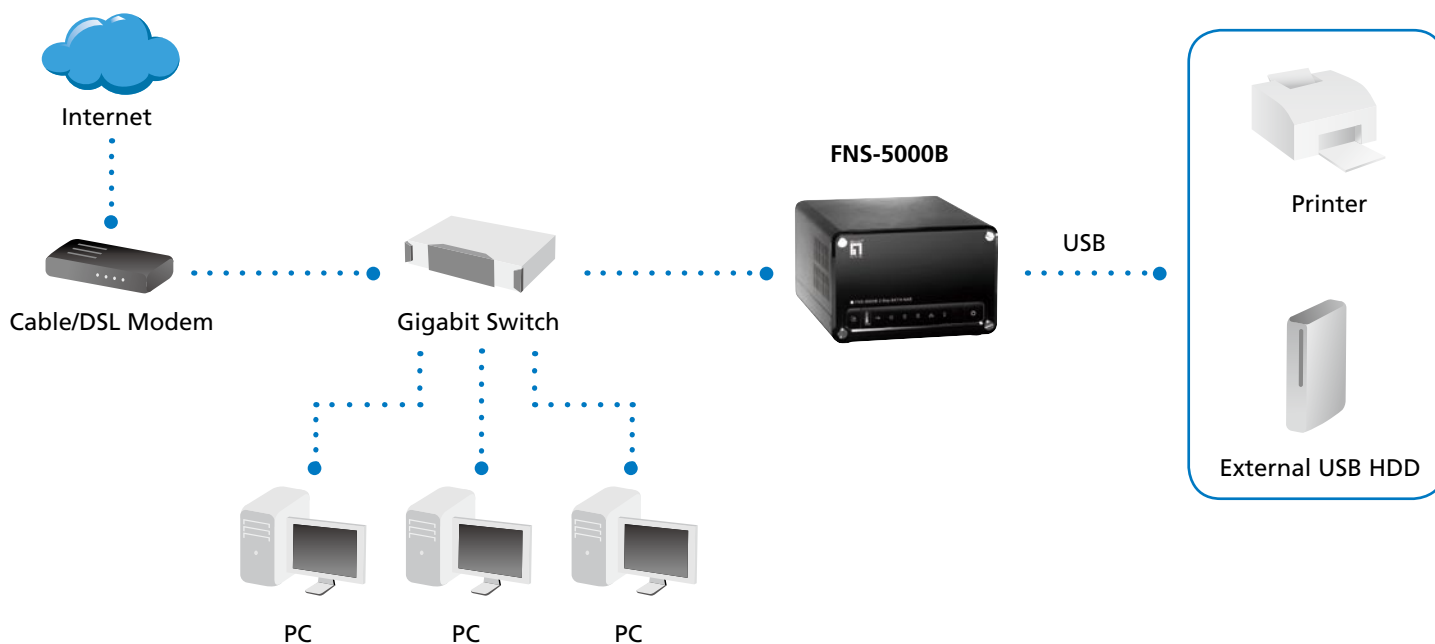 Internet
FNS-5000B
Printer
USB
Cable/DSL Modem
Gigabit Switch
External USB HDD
PC
PC
PC